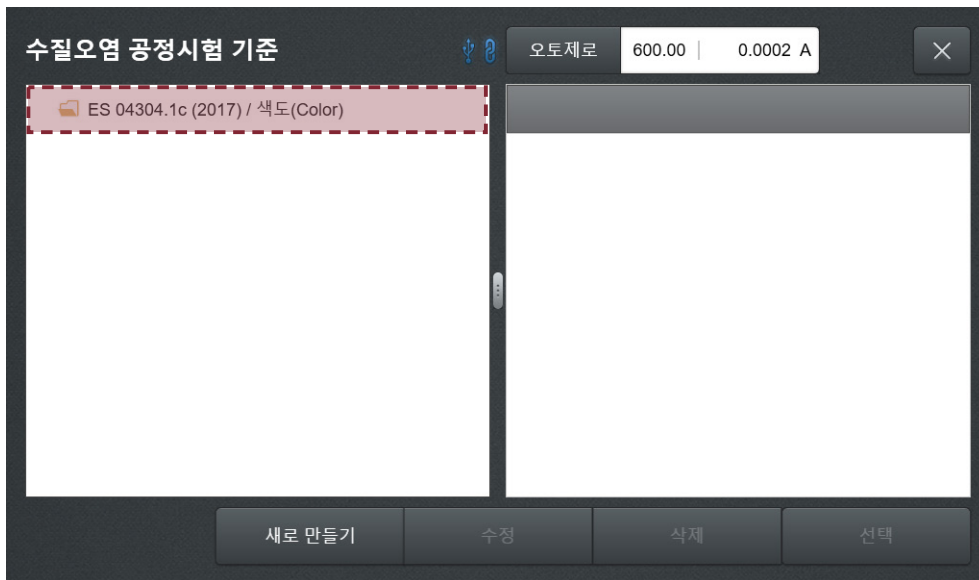 수질오염 공정시험 기준
오토제로 600.00 | 0.0002 A
ES 04304.1c (2017) / 색도(Color)
새로 만들기 수정 삭제 선택